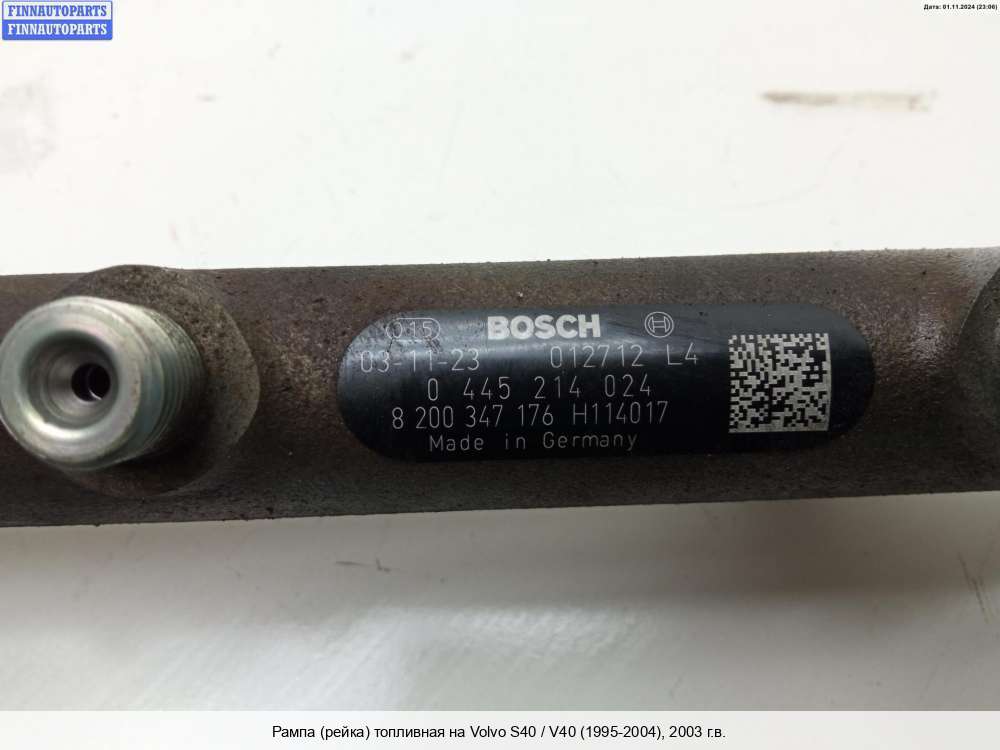 FINNAUTOPARTS
FINNAUTOPARTS
Дата: 01.11.2024 (23:06)
015
BOSCH
03-11-23 012712 L4
0 445 214 024
8 200 347 176 H114017
Made in Germany
Рампа (рейка) топливная на Volvo S40 / V40 (1995-2004), 2003 г.в.